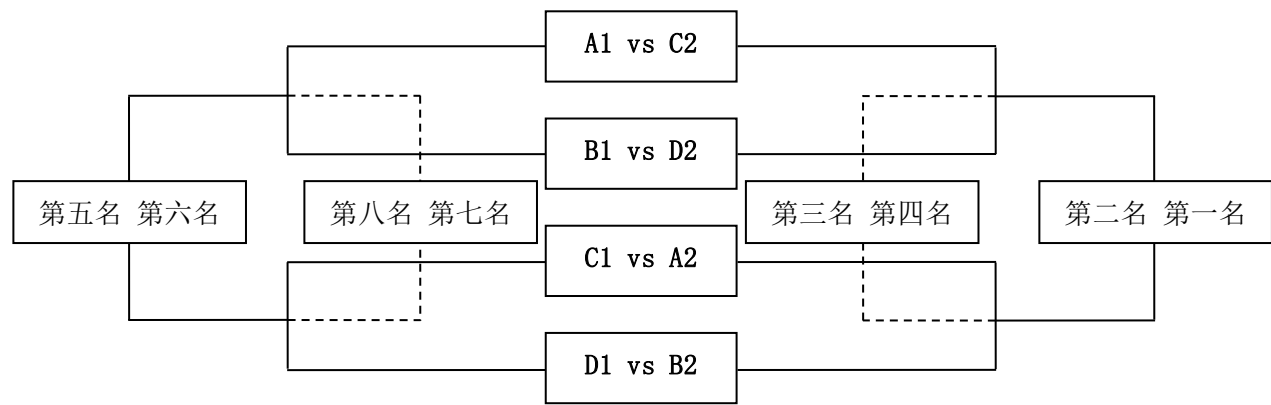 A1 vs C2
B1 vs D2
第五名 第六名
第八名 第七名
第三名 第四名
第二名 第一名
C1 vs A2
D1 vs B2